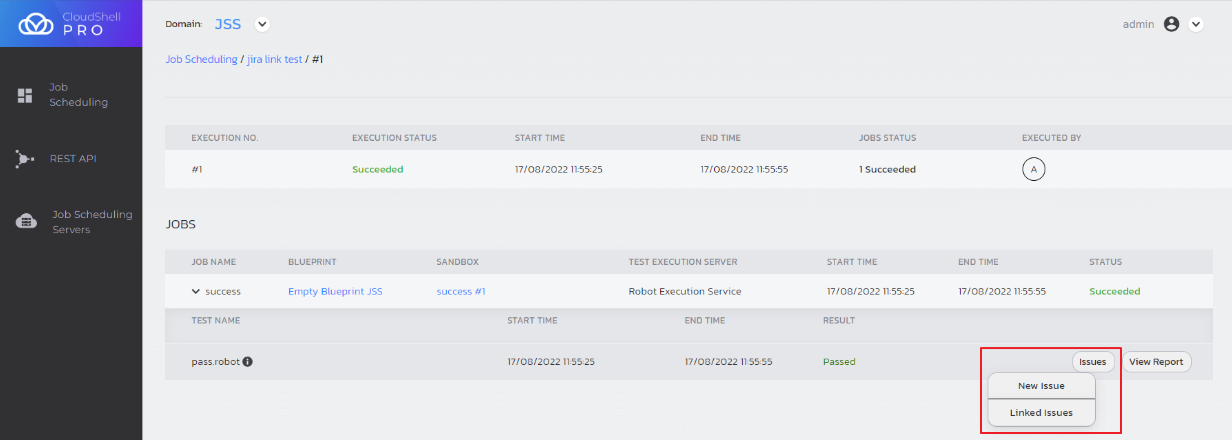 CloudShell
PRO
Domain: JSS
admin
Job Scheduling / jira link test / #1
Job
Scheduling
REST API
Job Scheduling
Servers
EXECUTION NO. EXECUTION STATUS START TIME END TIME JOBS STATUS EXECUTED BY
#1 Succeeded 17/08/2022 11:55:25 17/08/2022 11:55:55 1 Succeeded A
JOBS
JOB NAME BLUEPRINT SANDBOX TEST EXECUTION SERVER START TIME END TIME STATUS
success Empty Blueprint JSS success #1 Robot Execution Service 17/08/2022 11:55:25 17/08/2022 11:55:55 Succeeded
TEST NAME START TIME END TIME RESULT
pass.robot 17/08/2022 11:55:25 17/08/2022 11:55:55 Passed Issues View Report
New Issue
Linked Issues